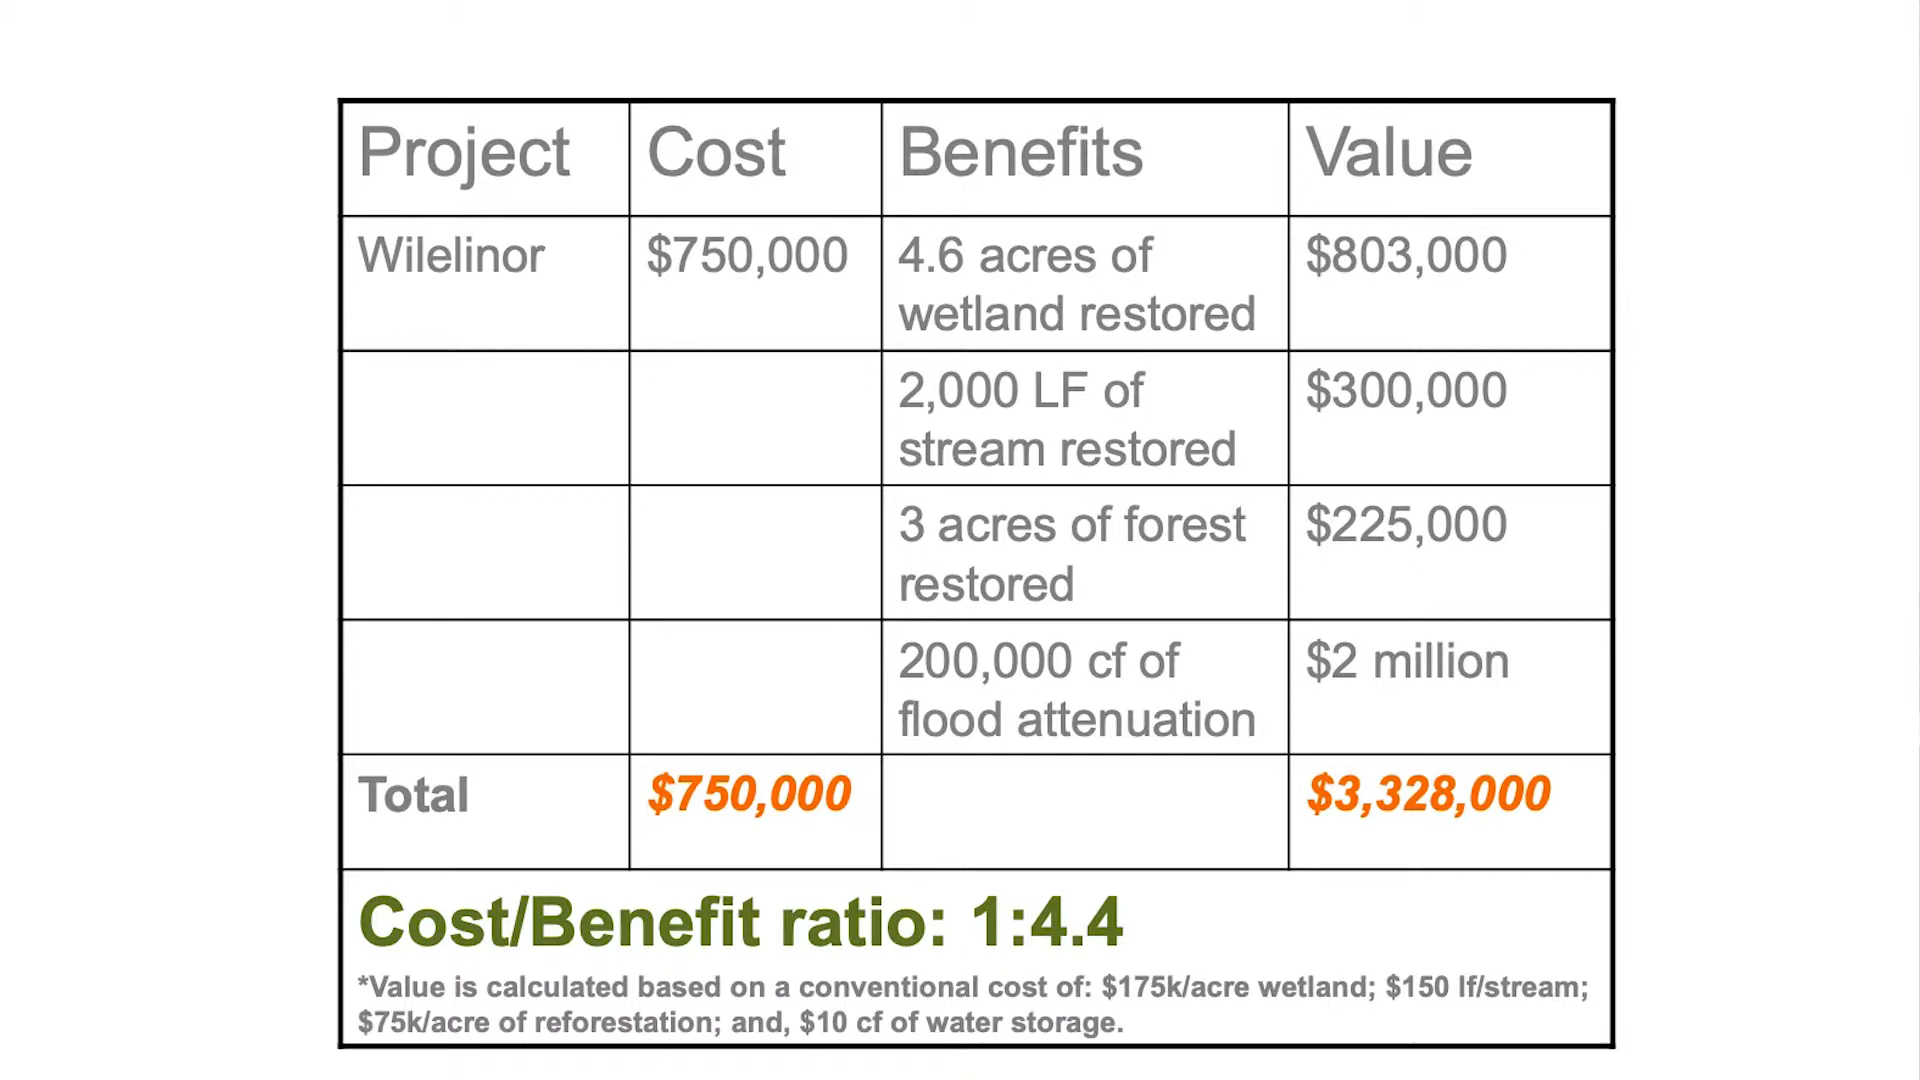 Project Cost Benefits Value
Wilelinor $750,000 4.6 acres of $803,000
wetland restored
2,000 LF of $300,000
stream restored
3 acres of forest $225,000
restored
200,000 cf of $2 million
flood attenuation
Total $750,000 $3,328,000
Cost/Benefit ratio: 1:4.4
*Value is calculated based on a conventional cost of: $175k/acre wetland; $150 lf/stream;
$75k/acre of reforestation; and, $10 cf of water storage.